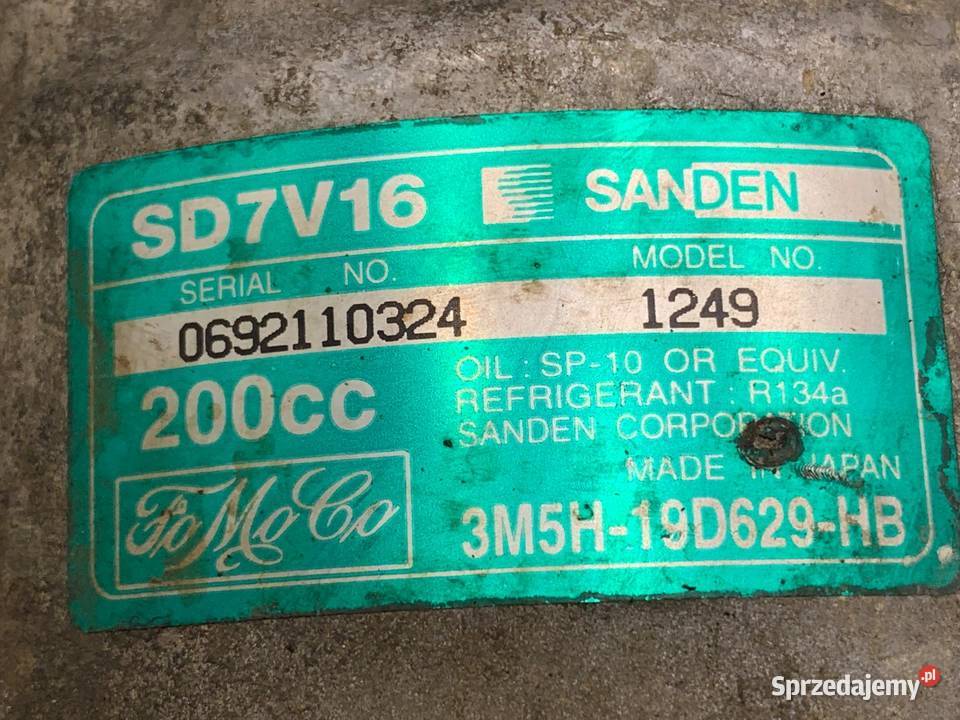 SD7V16 SANDEN
SERIAL NO. MODEL NO.
0692110324 1249
200cc
OIL : SP-10 OR EQUIV.
REFRIGERANT : R134a
SANDEN CORPORATION
MADE IN JAPAN
FoMoCo
3M5H-19D629-HB
Sprzedajemy.pl